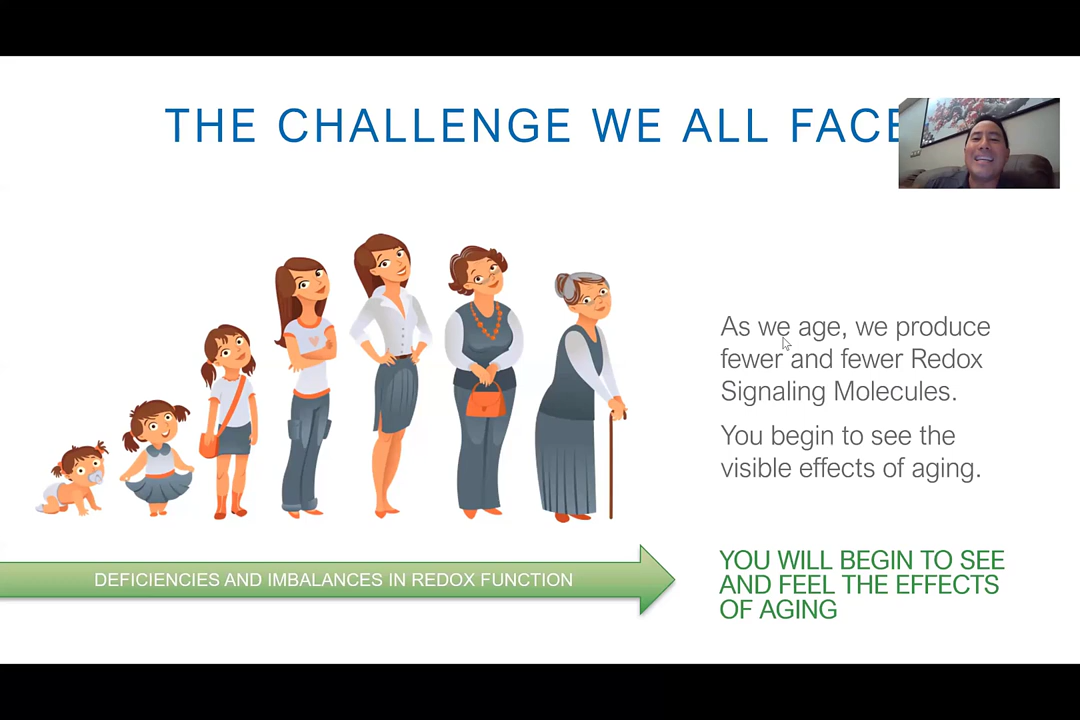 THE CHALLENGE WE ALL FACE
As we age, we produce
fewer and fewer Redox
Signaling Molecules.
You begin to see the
visible effects of aging.
DEFICIENCIES AND IMBALANCES IN REDOX FUNCTION
YOU WILL BEGIN TO SEE
AND FEEL THE EFFECTS
OF AGING